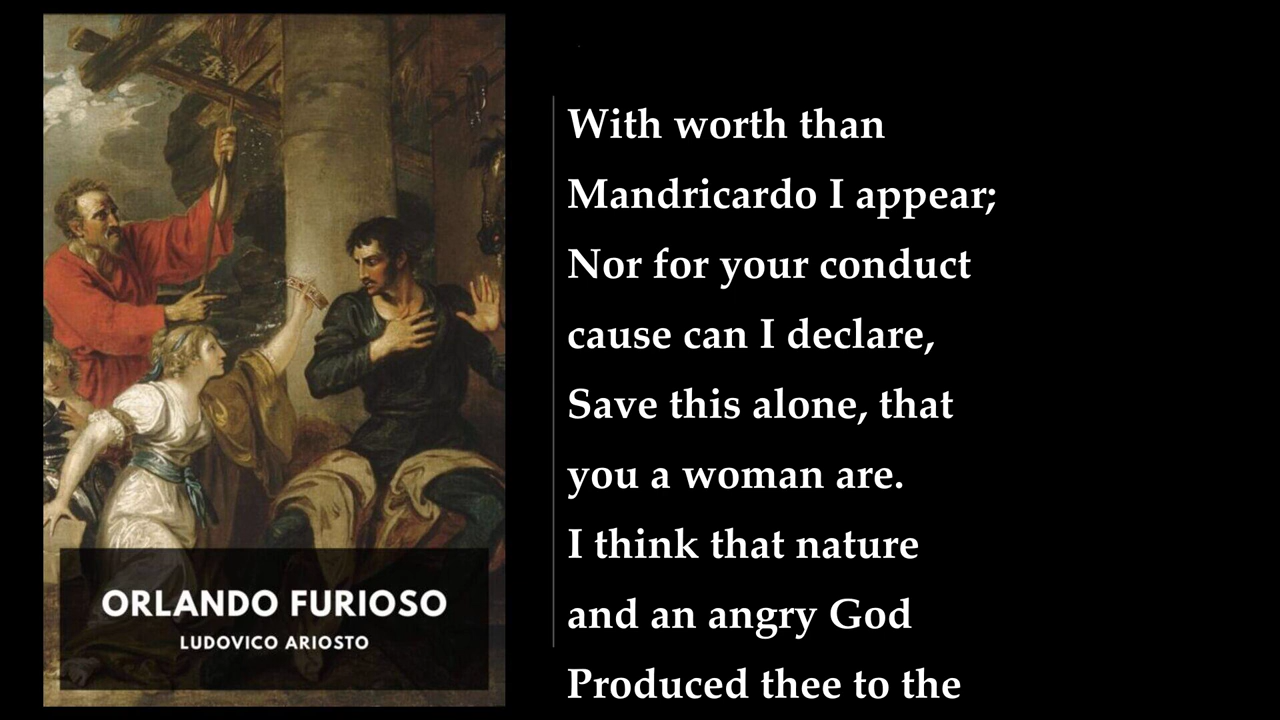 ORLANDO FURIOSO
LUDOVICO ARIOSTO
With worth than
Mandricardo I appear;
Nor for your conduct
cause can I declare,
Save this alone, that
you a woman are.
I think that nature
and an angry God
Produced thee to the